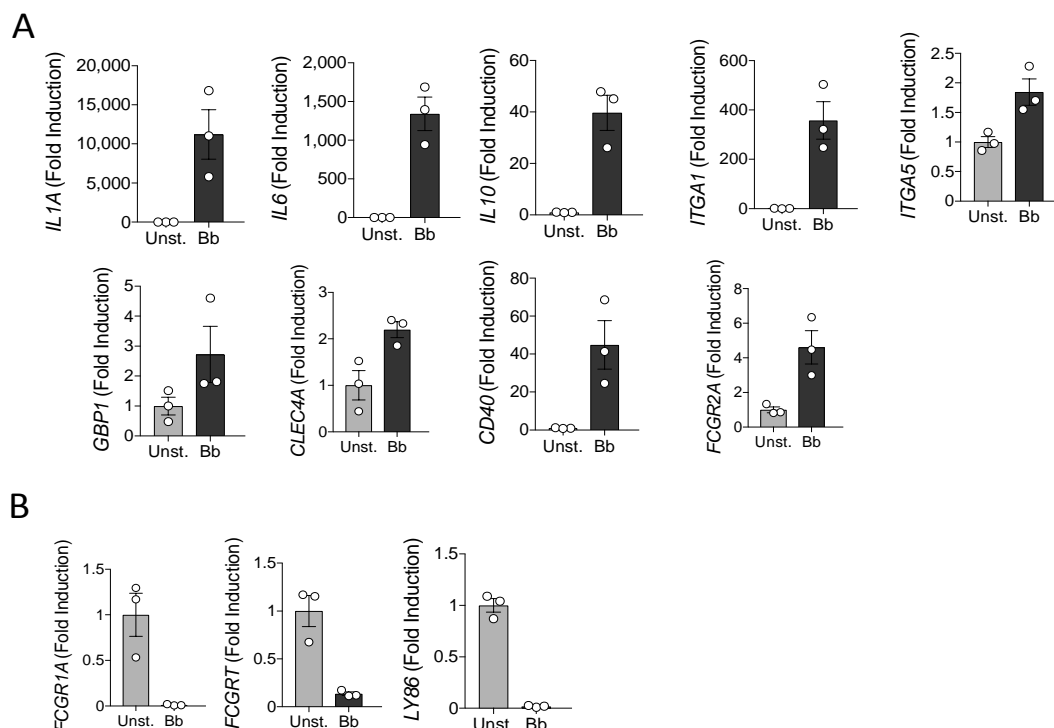 A
IL1A (Fold Induction)
20,000
15,000
10,000
5,000
0
Unst. Bb
IL6 (Fold Induction)
2,000
1,500
1,000
500
0
Unst. Bb
IL10 (Fold Induction)
60
40
20
0
Unst. Bb
ITGA1 (Fold Induction)
600
400
200
0
Unst. Bb
ITGA5 (Fold Induction)
2.5
2
1.5
1
0.5
0
Unst. Bb
GBP1 (Fold Induction)
5
4
3
2
1
0
Unst. Bb
CLEC4A (Fold Induction)
3
2
1
0
Unst. Bb
CD40 (Fold Induction)
80
60
40
20
0
Unst. Bb
FCGR2A (Fold Induction)
8
6
4
2
0
Unst. Bb
B
FCGR1A (Fold Induction)
1.5
1
0.5
0
Unst. Bb
FCGRT (Fold Induction)
1.5
1
0.5
0
Unst. Bb
LY86 (Fold Induction)
1.5
1
0.5
0
Unst Bb